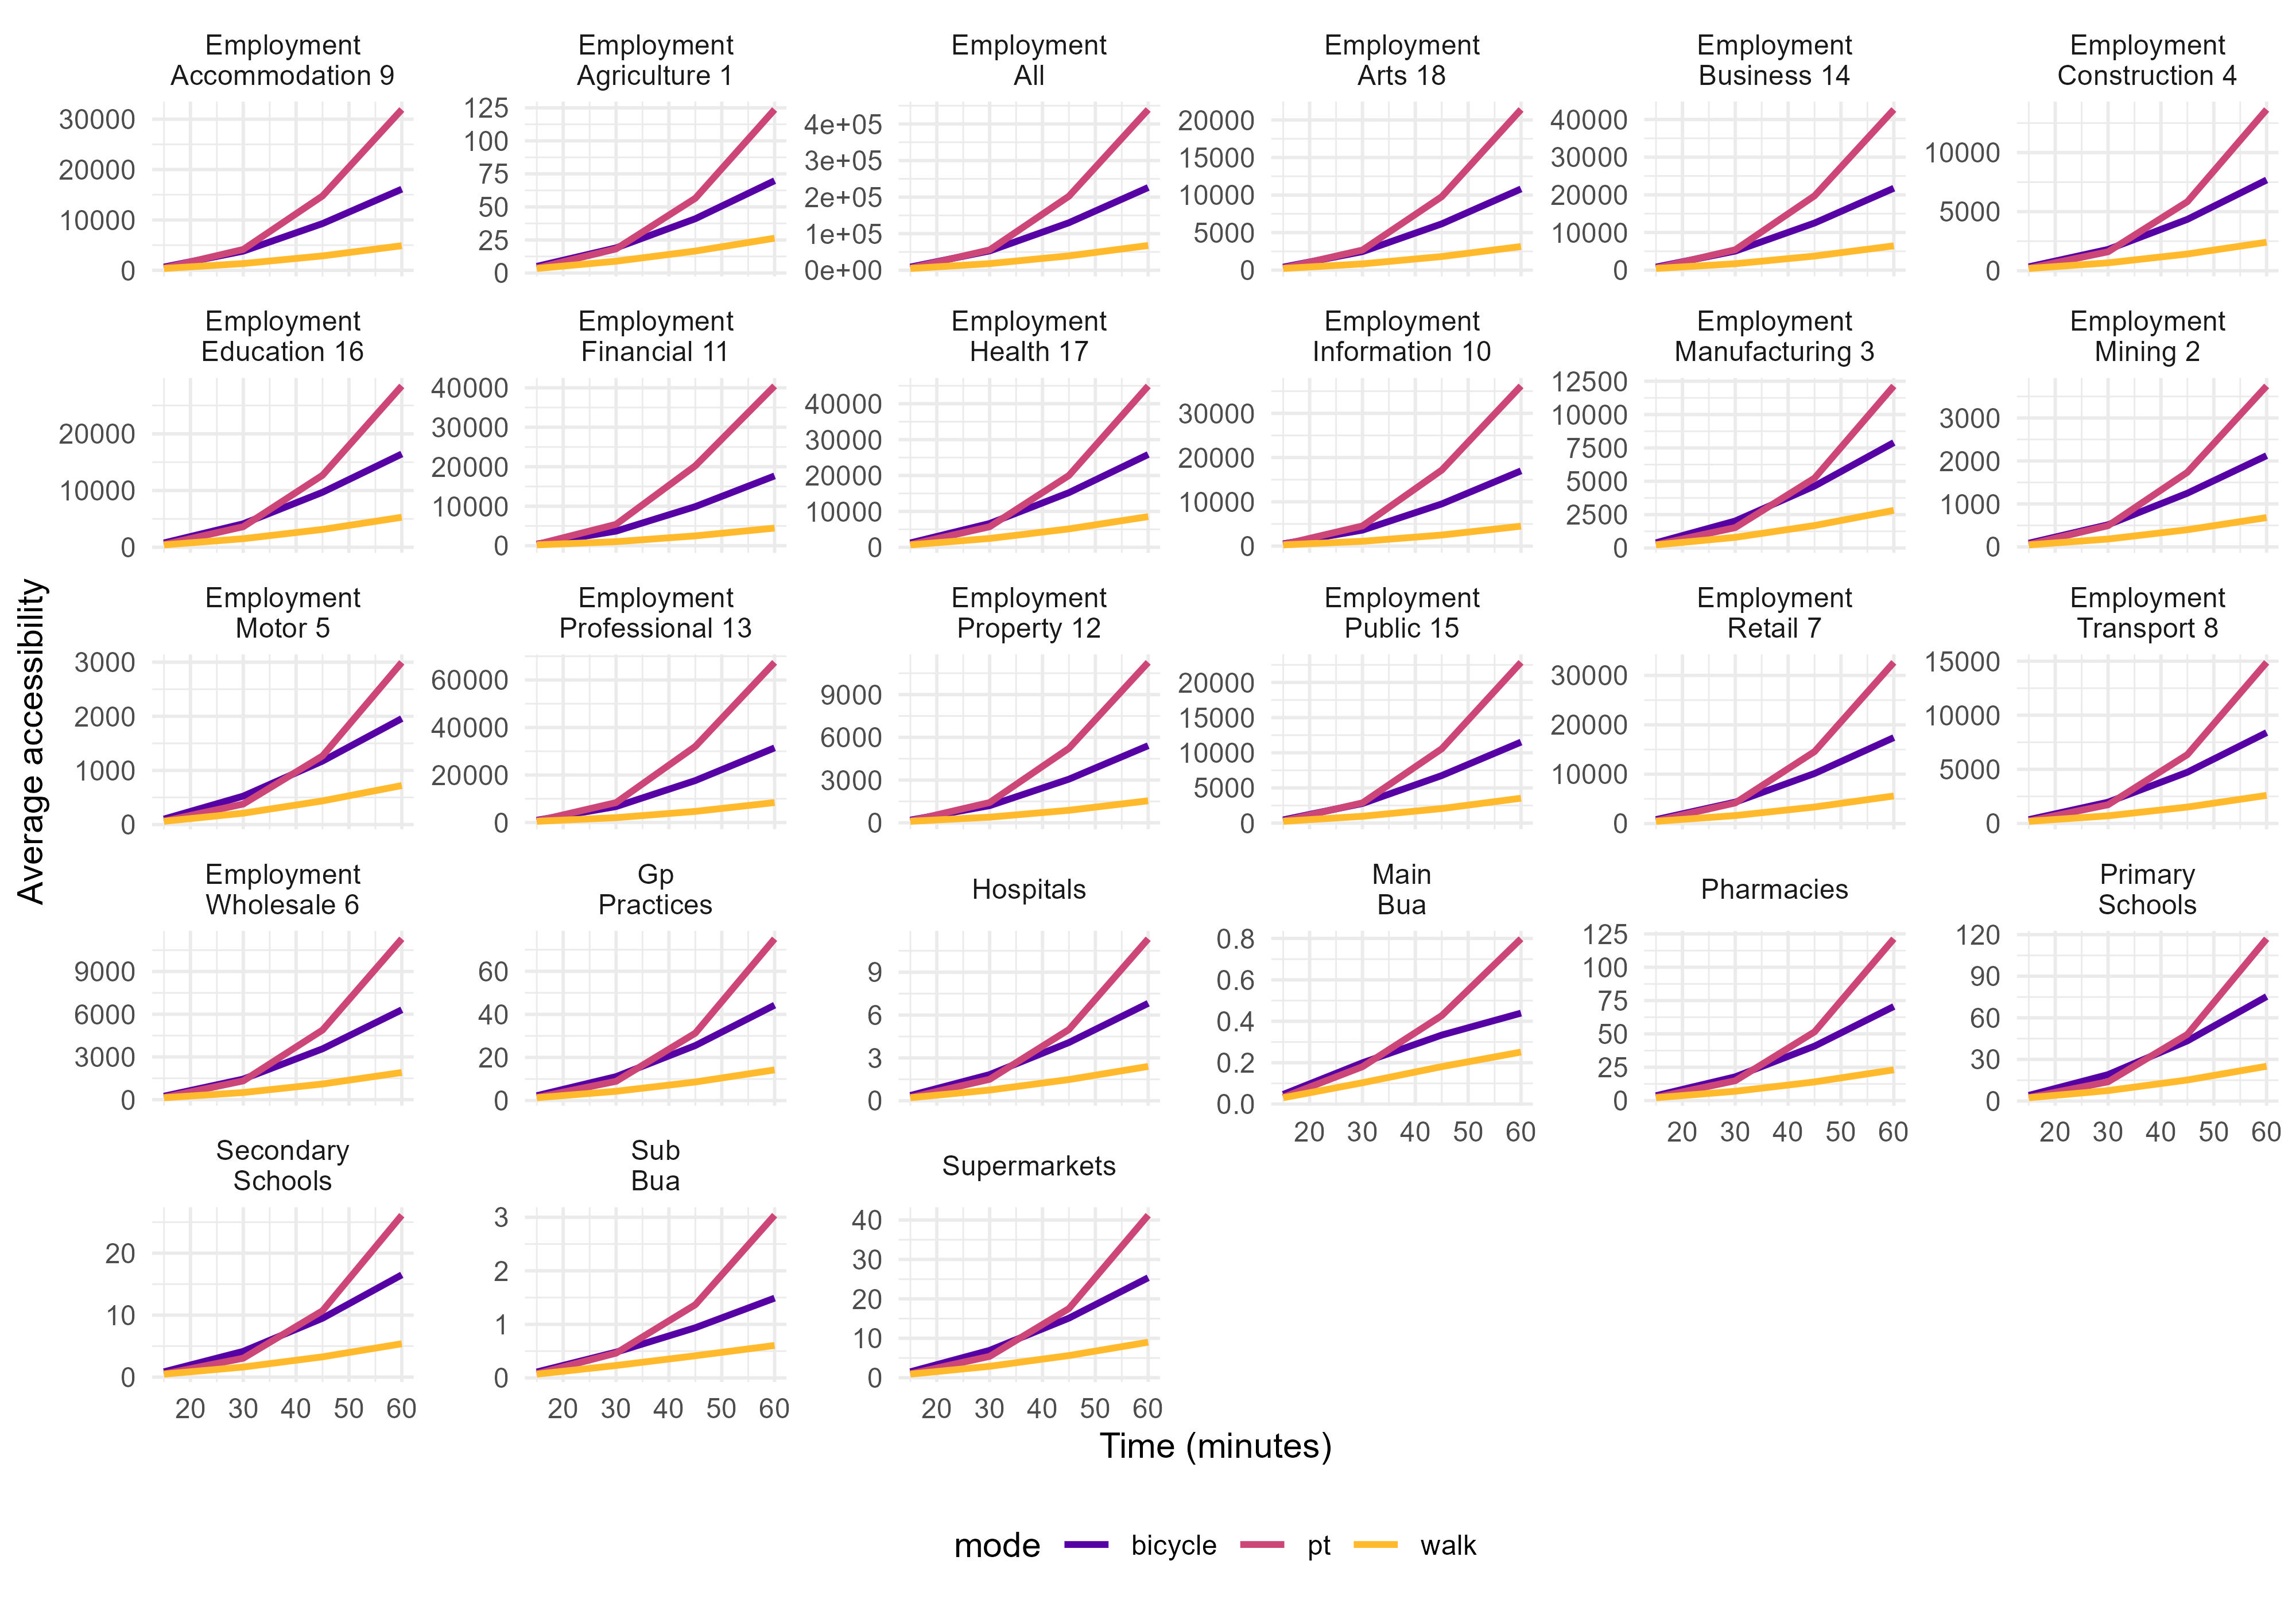 Employment
Accommodation 9
Employment
Agriculture 1
Employment
All
Employment
Arts 18
Employment
Business 14
Employment
Construction 4
30000
20000
10000
0
125
100
75
50
25
0
4e+05
3e+05
2e+05
1e+05
0e+00
20000
15000
10000
5000
0
40000
30000
20000
10000
0
10000
5000
0
Employment
Education 16
Employment
Financial 11
Employment
Health 17
Employment
Information 10
Employment
Manufacturing 3
Employment
Mining 2
20000
10000
0
40000
30000
20000
10000
0
40000
30000
20000
10000
0
30000
20000
10000
0
12500
10000
7500
5000
2500
0
3000
2000
1000
0
Average accessibility
Employment
Motor 5
Employment
Professional 13
Employment
Property 12
Employment
Public 15
Employment
Retail 7
Employment
Transport 8
3000
2000
1000
0
60000
40000
20000
0
9000
6000
3000
0
20000
15000
10000
5000
0
30000
20000
10000
0
15000
10000
5000
0
Employment
Wholesale 6
Gp
Practices
Hospitals
Main
Bua
Pharmacies
Primary
Schools
9000
6000
3000
0
60
40
20
0
9
6
3
0
0.8
0.6
0.4
0.2
0.0
125
100
75
50
25
0
120
90
60
30
0
20 30 40 50 60
20 30 40 50 60
20 30 40 50 60
Secondary
Schools
Sub
Bua
Supermarkets
20
10
0
3
2
1
0
40
30
20
10
0
20 30 40 50 60
20 30 40 50 60
20 30 40 50 60
Time (minutes)
mode bicycle pt walk